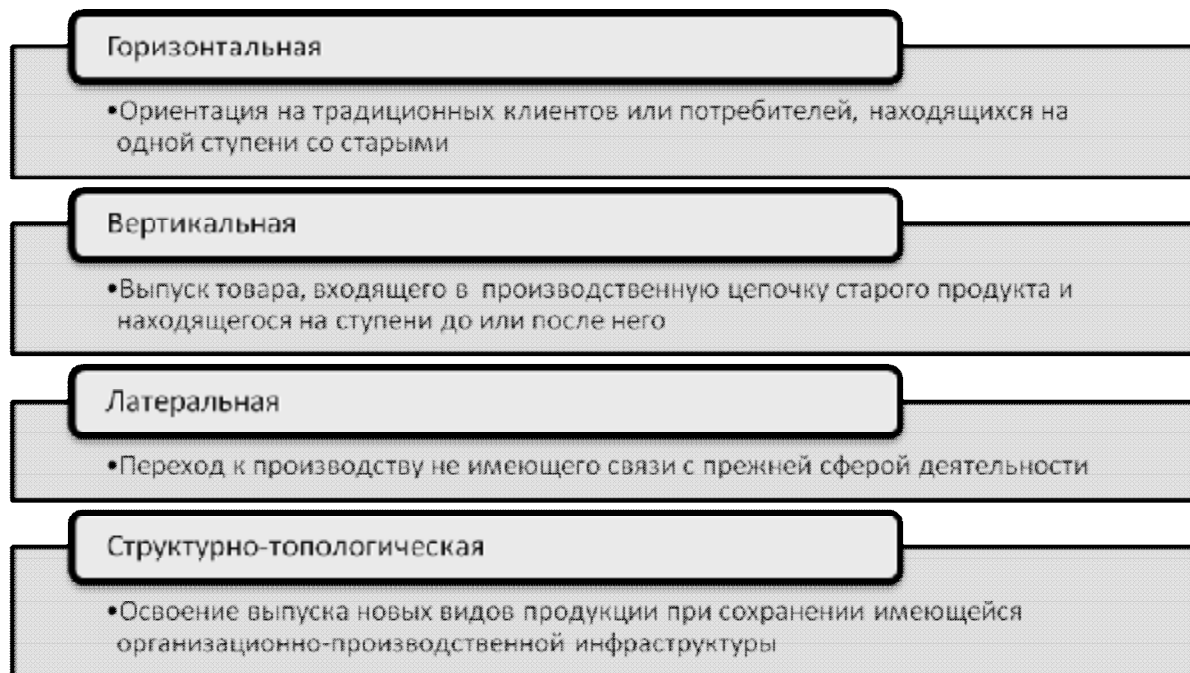 Горизонтальная
•Ориентация на традиционных клиентов или потребителей, находящихся на
одной ступени со старыми
Вертикальная
•Выпуск товара, входящего в производственную цепочку старого продукта и
находящегося на ступени до или после него
Латеральная
•Переход к производству не имеющего связи с прежней сферой деятельности
Структурно-топологическая
•Освоение выпуска новых видов продукции при сохранении имеющейся
организационно-производственной инфраструктуры